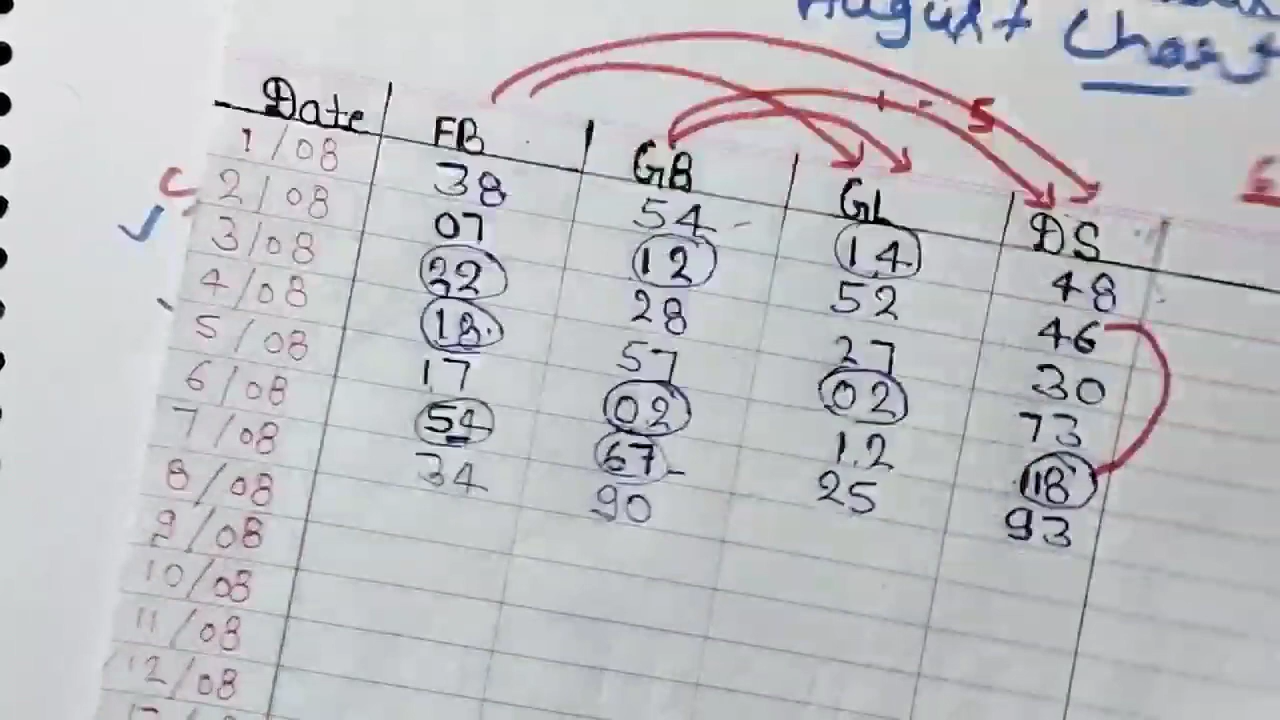 August Chart
5
Date FB GB GL DS
1/08 38 54 14 48
C 2/08 07 12 52 46
3/08 22 28 27 30
4/08 18 57 02 73
5/08 17 02 12 18
6/08 54 67 25 93
7/08 34 90
8/08
9/08
10/08
11/08
12/08